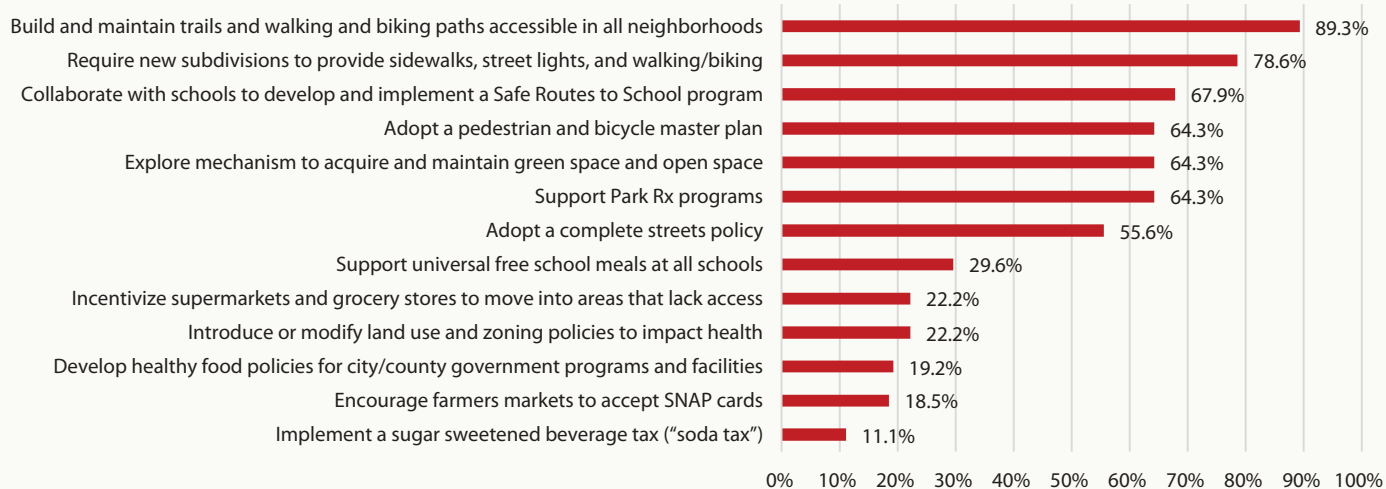 Build and maintain trails and walking and biking paths accessible in all neighborhoods 89.3%
Require new subdivisions to provide sidewalks, street lights, and walking/biking 78.6%
Collaborate with schools to develop and implement a Safe Routes to School program 67.9%
Adopt a pedestrian and bicycle master plan 64.3%
Explore mechanism to acquire and maintain green space and open space 64.3%
Support Park Rx programs 64.3%
Adopt a complete streets policy 55.6%
Support universal free school meals at all schools 29.6%
Incentivize supermarkets and grocery stores to move into areas that lack access 22.2%
Introduce or modify land use and zoning policies to impact health 22.2%
Develop healthy food policies for city/county government programs and facilities 19.2%
Encourage farmers markets to accept SNAP cards 18.5%
Implement a sugar sweetened beverage tax (“soda tax”) 11.1%
0% 10% 20% 30% 40% 50% 60% 70% 80% 90% 100%